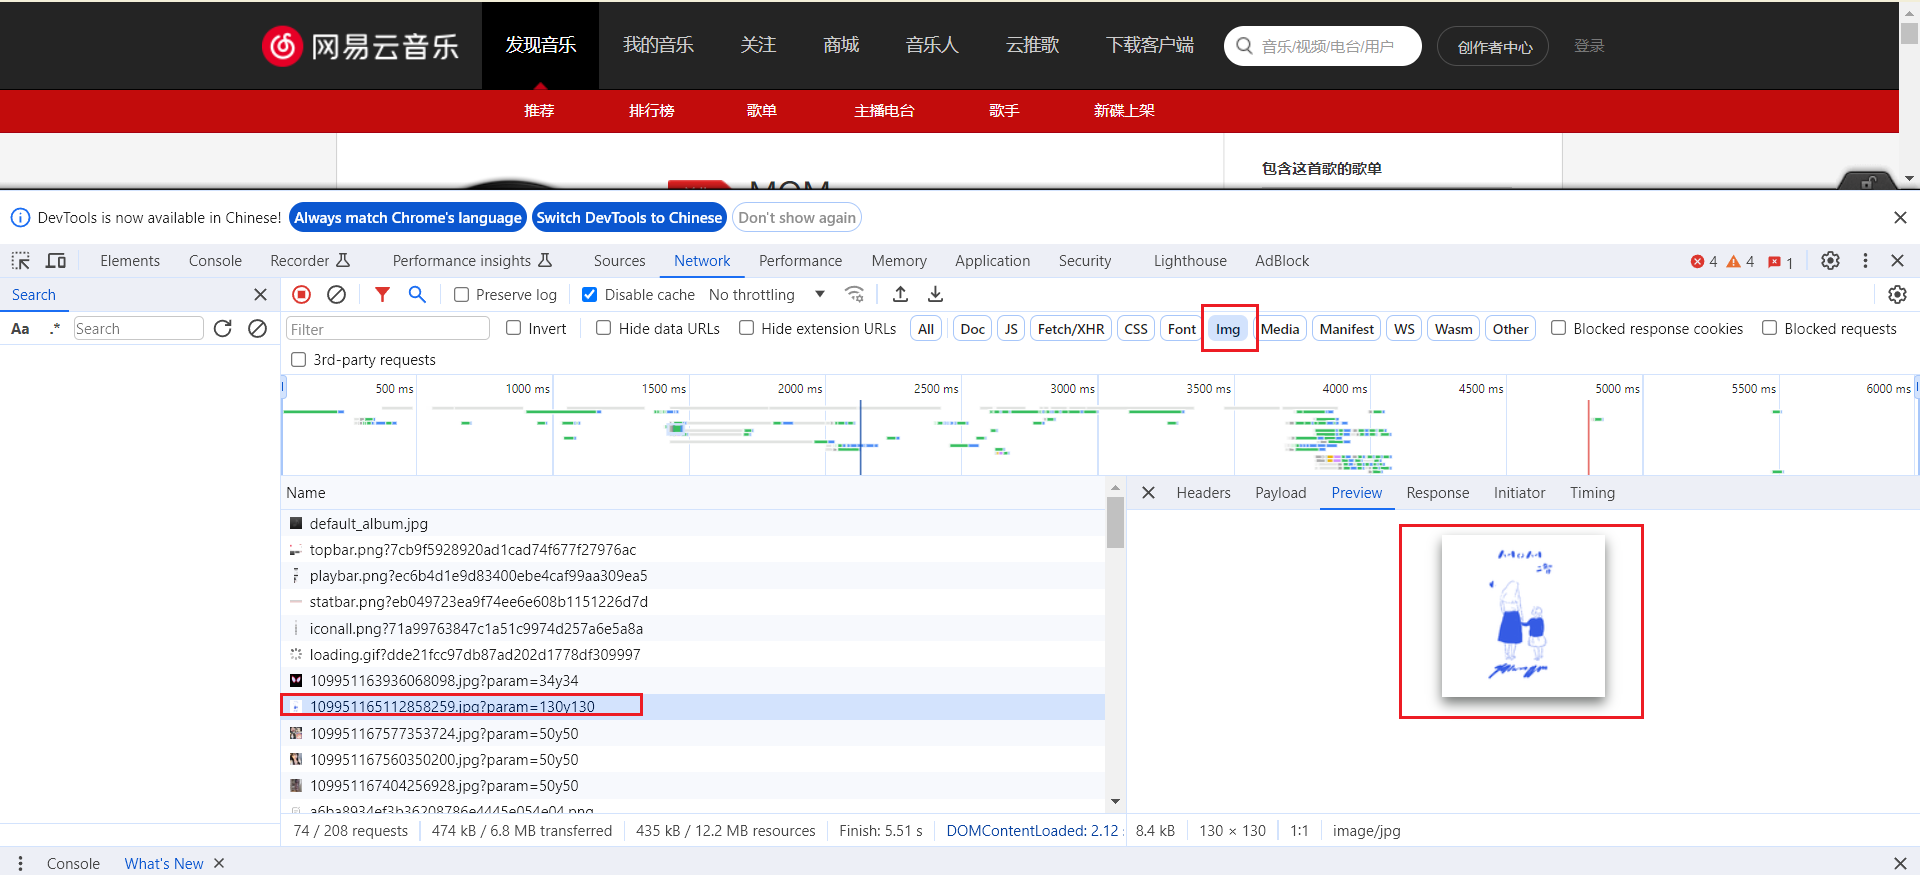 网易云音乐 发现音乐 我的音乐 关注 商城 音乐人 云推歌 下载客户端 音乐/视频/电台/用户 创作者中心 登录
推荐 排行榜 歌单 主播电台 歌手 新碟上架
包含这首歌的歌单
MOM
DevTools is now available in Chinese! Always match Chrome's language Switch DevTools to Chinese Don't show again
Elements Console Recorder Performance insights Sources Network Performance Memory Application Security Lighthouse AdBlock 4 4 1
Search Preserve log Disable cache No throttling
Aa .* Search Filter Invert Hide data URLs Hide extension URLs All Doc JS Fetch/XHR CSS Font Img Media Manifest WS Wasm Other Blocked response cookies Blocked requests
3rd-party requests
500 ms 1000 ms 1500 ms 2000 ms 2500 ms 3000 ms 3500 ms 4000 ms 4500 ms 5000 ms 5500 ms 6000 ms
Name Headers Payload Preview Response Initiator Timing
default_album.jpg
topbar.png?7cb9f5928920ad1cad74f677f27976ac
playbar.png?ec6b4d1e9d83400ebe4caf99aa309ea5
statbar.png?eb049723ea9f74ee6e608b1151226d7d
iconall.png?71a99763847c1a51c9974d257a6e5a8a
loading.gif?dde21fcc97db87ad202d1778df309997
109951163936068098.jpg?param=34y34
109951165112858259.jpg?param=130y130
109951167577353724.jpg?param=50y50
109951167560350200.jpg?param=50y50
109951167404256928.jpg?param=50y50
a6ba8934ef3b36208786e4445e054e04.png
MOM
74 / 208 requests 474 kB / 6.8 MB transferred 435 kB / 12.2 MB resources Finish: 5.51 s DOMContentLoaded: 2.12 8.4 kB 130 × 130 1:1 image/jpg
Console What's New